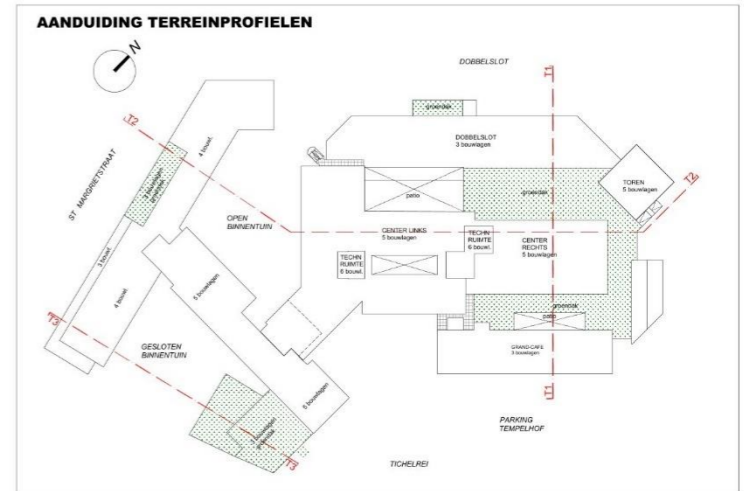 AANDUIDING TERREINPROFIELEN
N
DOBBELSLOT
T1
T2
groendak
4 bouwl.
DOBBELSLOT
3 bouwlagen
ST MARGRIETSTRAAT
groendak
TOREN
5 bouwlagen
T2
patio
groendak
OPEN
BINNENTUIN
CENTER LINKS
5 bouwlagen
TECHN
RUIMTE
6 bouwl.
CENTER
RECHTS
5 bouwlagen
3 bouwl.
TECHN
RUIMTE
6 bouwl.
5 bouwlagen
4 bouwl.
groendak
patio
T3
GESLOTEN
BINNENTUIN
GRAND-CAFE
3 bouwlagen
5 bouwlagen
T1
groendak
PARKING
TEMPELHOF
T3
TICHELREI